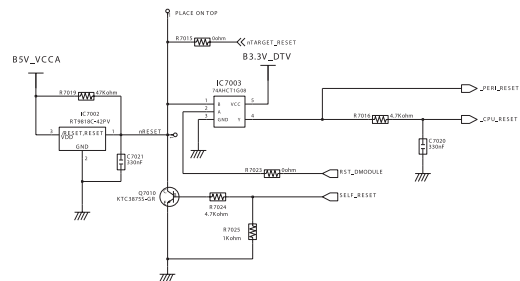 PLACE ON TOP
R7015 0ohm nTARGET_RESET
B5V_VCCA
B3.3V_DTV
IC7003
74AHCT1G08
R7019 47Kohm
1 B VCC 5
2 A
3 GND Y 4
_PERI_RESET
IC7002
RT9818C-42PV
R7016 4.7Kohm
_CPU_RESET
3 /RESET,RESET 1
VDD
GND
2
nRESET
C7020
330nF
C7021
330nF
R7023 0ohm
RST_DMODULE
Q7010
KTC3875S-GR
SELF_RESET
R7024
4.7Kohm
R7025
1Kohm